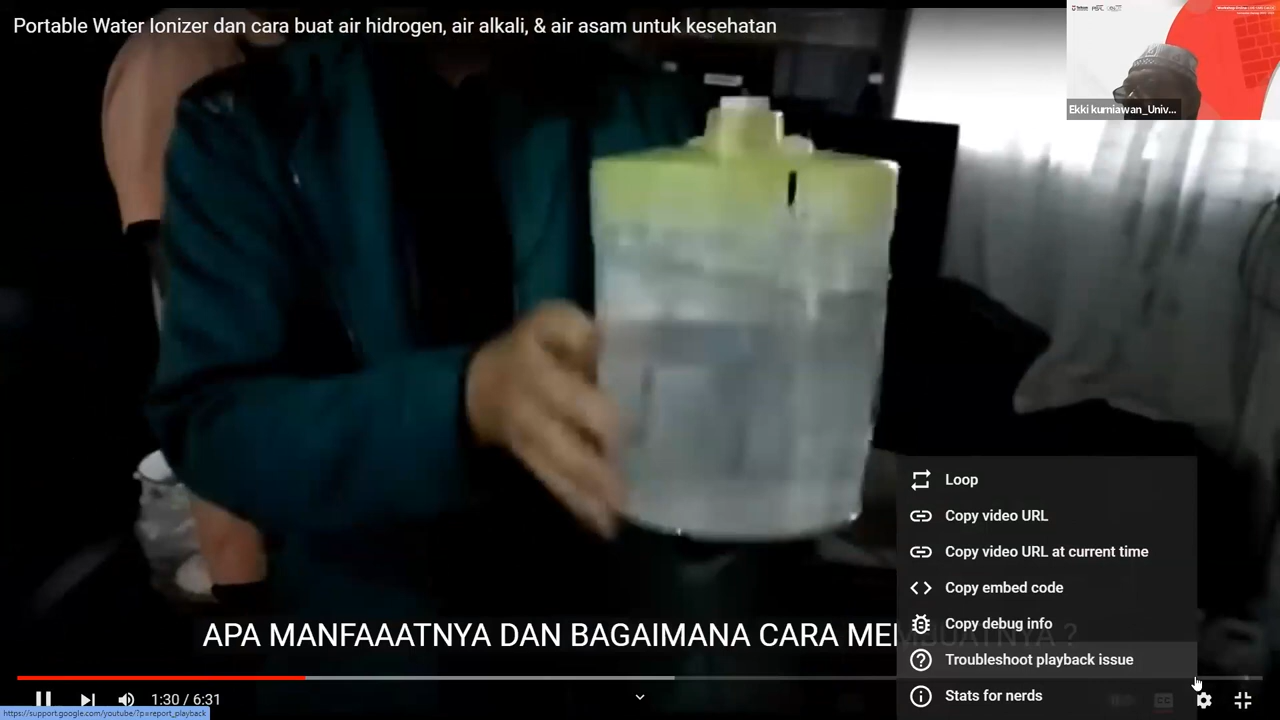 Portable Water Ionizer dan cara buat air hidrogen, air alkali, & air asam untuk kesehatan
Ekki kurniawan_Univ...
Loop
Copy video URL
Copy video URL at current time
Copy embed code
Copy debug info
APA MANFAAATNYA DAN BAGAIMANA CARA MEMBUATNYA ?
Troubleshoot playback issue
Stats for nerds
1:30 / 6:31
https://support.google.com/youtube/?p=report_playback